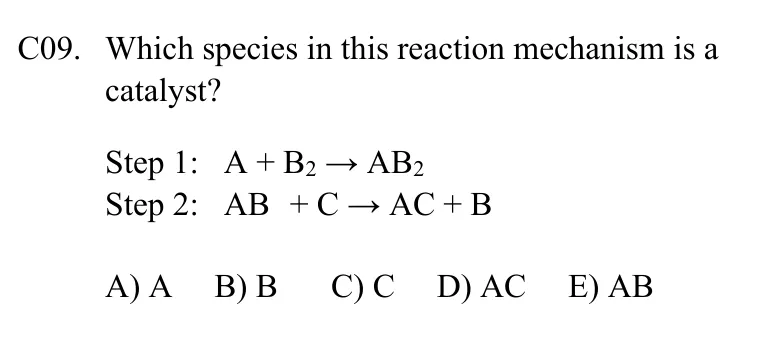 C09. Which species in this reaction mechanism is a
catalyst?
Step 1: A + B₂ → AB₂
Step 2: AB + C → AC + B
A) A B) B C) C D) AC E) AB